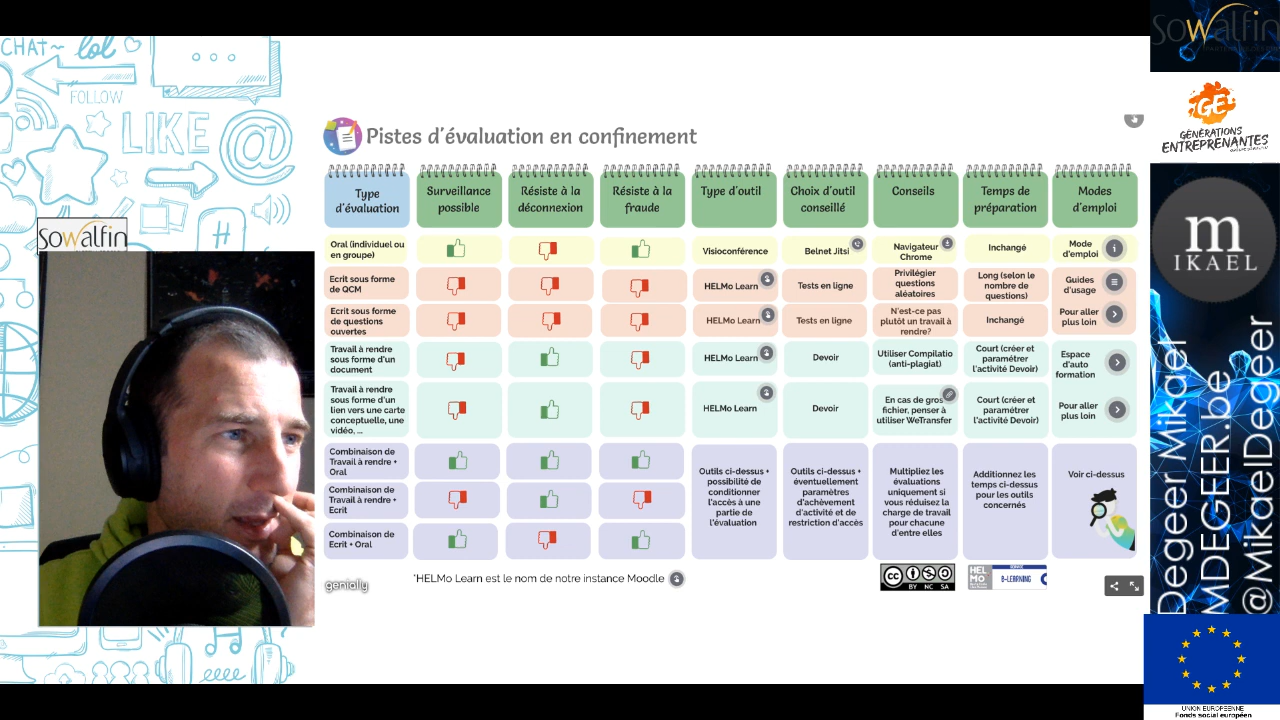 CHAT~ lol
FOLLOW
LIKE @
#
Sowalfin
Pistes d'évaluation en confinement
Type d'évaluation
Surveillance possible
Résiste à la déconnexion
Résiste à la fraude
Type d'outil
Choix d'outil conseillé
Conseils
Temps de préparation
Modes d'emploi
Oral (individuel ou en groupe)
Visioconférence
Belnet Jitsi
Navigateur Chrome
Inchangé
Mode d'emploi
Ecrit sous forme de QCM
HELMo Learn
Tests en ligne
Privilégier questions aléatoires
Long (selon le nombre de questions)
Guides d'usage
Ecrit sous forme de questions ouvertes
HELMo Learn
Tests en ligne
N'est-ce pas plutôt un travail à rendre?
Inchangé
Pour aller plus loin
Travail à rendre sous forme d'un document
HELMo Learn
Devoir
Utiliser Compilatio (anti-plagiat)
Court (créer et paramétrer l'activité Devoir)
Espace d'auto formation
Travail à rendre sous forme d'un lien vers une carte conceptuelle, une vidéo, ...
HELMo Learn
Devoir
En cas de gros fichier, penser à utiliser WeTransfer
Court (créer et paramétrer l'activité Devoir)
Pour aller plus loin
Combinaison de Travail à rendre + Oral
Combinaison de Travail à rendre + Ecrit
Combinaison de Ecrit + Oral
Outils ci-dessus + possibilité de conditionner l'accès à une partie de l'évaluation
Outils ci-dessus + éventuellement paramètres d'achèvement d'activité et de restriction d'accès
Multipliez les évaluations uniquement si vous réduisez la charge de travail pour chacune d'entre elles
Additionnez les temps ci-dessus pour les outils concernés
Voir ci-dessus
genially
*HELMo Learn est le nom de notre instance Moodle
CC BY NC SA
HELMo
SERVICE e-LEARNING
Sowalfin
GE
GÉNÉRATIONS
ENTREPRENANTES
m
IKAEL
Degeer Mikael
MDEGEER.be
@MikaelDegeer
UNION EUROPEENNE
Fonds social européen